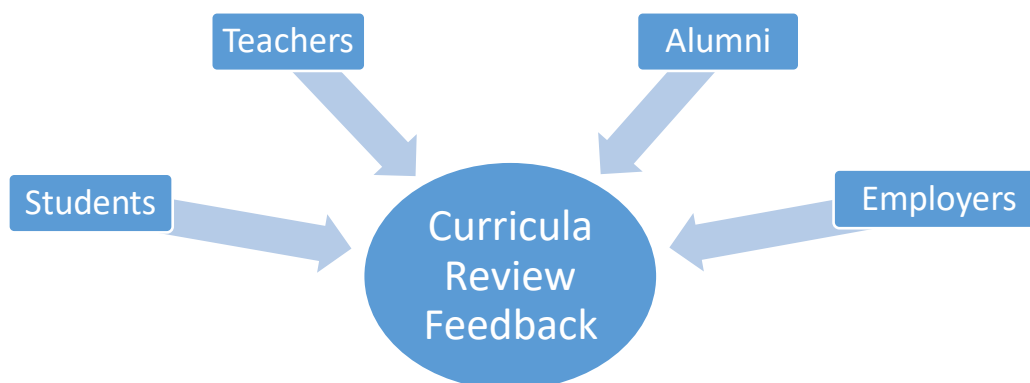 Teachers
Alumni
Students
Employers
Curricula
Review
Feedback